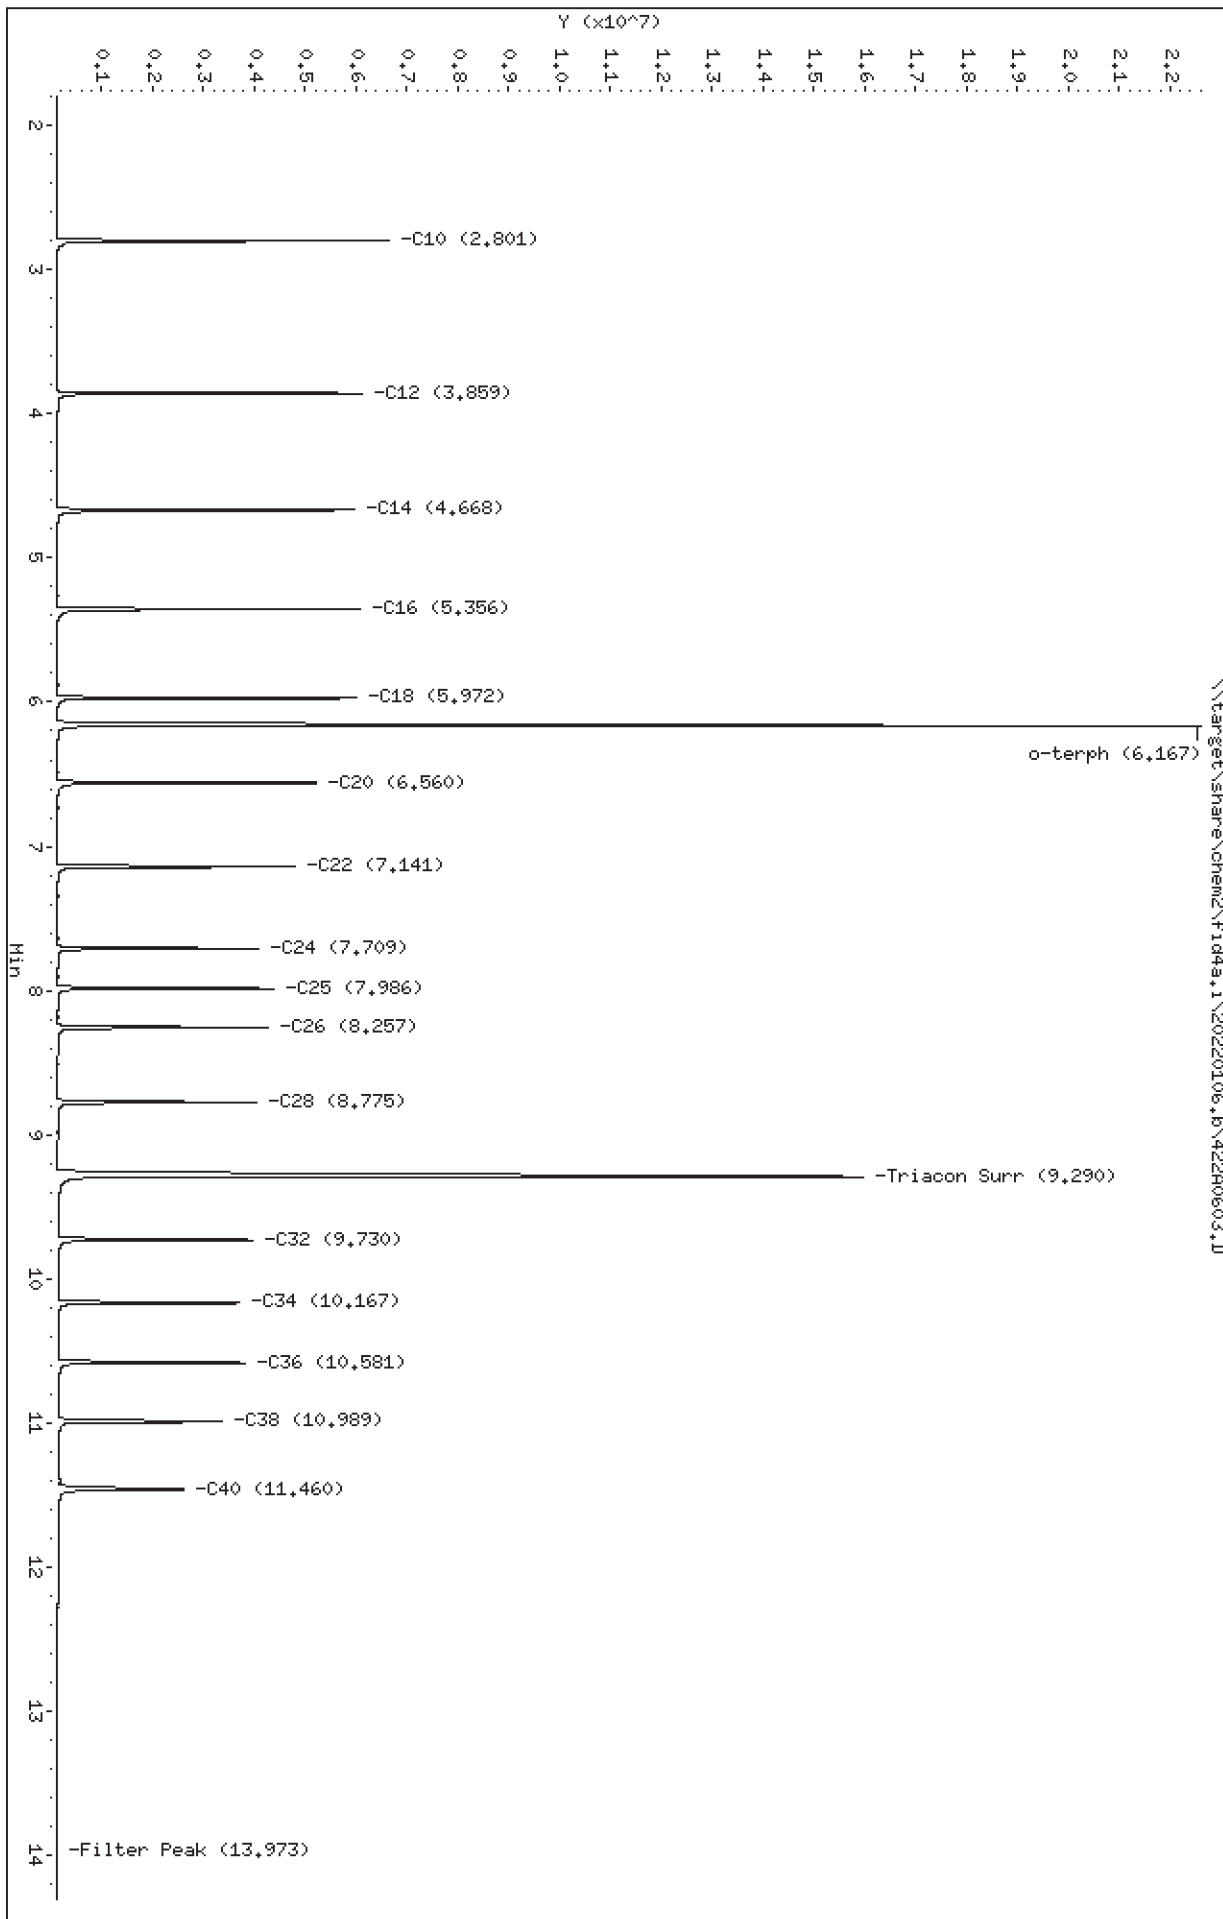 \\target\share\chem2\fid4a.i\20220106.b\422A0603.D
Y (x10^7)
0.1
0.2
0.3
0.4
0.5
0.6
0.7
0.8
0.9
1.0
1.1
1.2
1.3
1.4
1.5
1.6
1.7
1.8
1.9
2.0
2.1
2.2
-C10 (2.801)
-C12 (3.859)
-C14 (4.668)
-C16 (5.356)
-C18 (5.972)
o-terph (6.167)
-C20 (6.560)
-C22 (7.141)
-C24 (7.709)
-C25 (7.986)
-C26 (8.257)
-C28 (8.775)
-Triacon Surr (9.290)
-C32 (9.730)
-C34 (10.167)
-C36 (10.581)
-C38 (10.989)
-C40 (11.460)
-Filter Peak (13.973)
2
3
4
5
6
7
8
9
10
11
12
13
14
Min